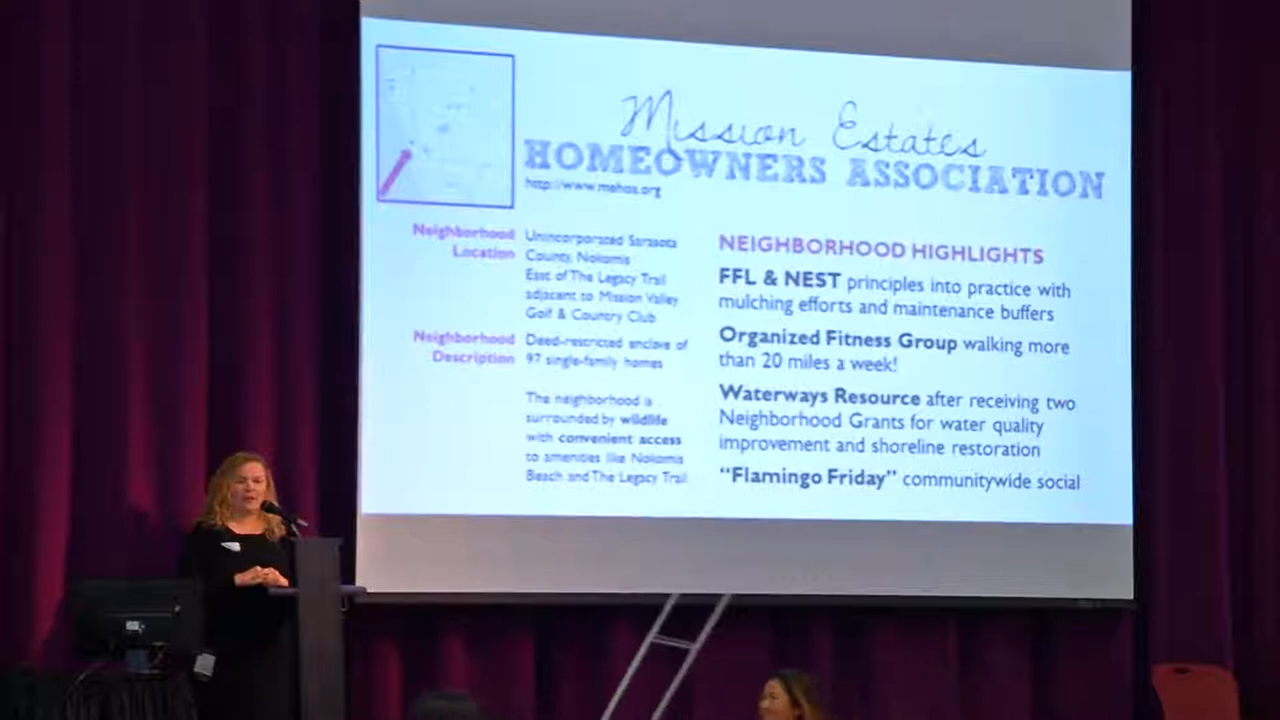 Mission Estates
HOMEOWNERS ASSOCIATION
http://www.mehoa.org
Neighborhood
Location
Unincorporated Sarasota
County, Nokomis
East of The Legacy Trail
adjacent to Mission Valley
Golf & Country Club
Neighborhood
Description
Deed-restricted enclave of
97 single-family homes
The neighborhood is
surrounded by wildlife
with convenient access
to amenities like Nokomis
Beach and The Legacy Trail
NEIGHBORHOOD HIGHLIGHTS
FFL & NEST principles into practice with
mulching efforts and maintenance buffers
Organized Fitness Group walking more
than 20 miles a week!
Waterways Resource after receiving two
Neighborhood Grants for water quality
improvement and shoreline restoration
"Flamingo Friday" communitywide social